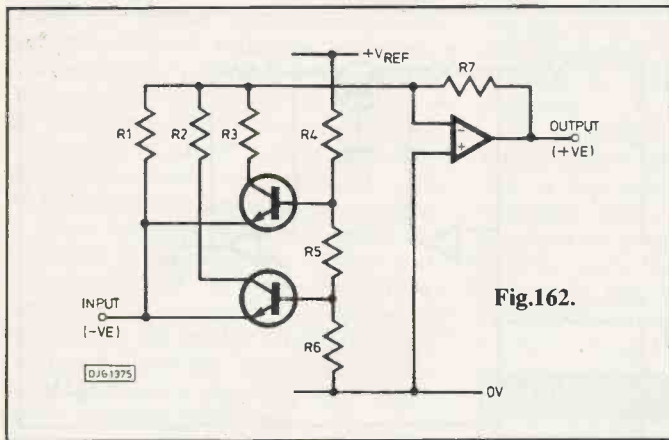 +VREF
R7
R1
R2
R3
R4
-
+
OUTPUT
(+VE)
R5
INPUT
(-VE)
R6
Fig.162.
DJG1375
0V